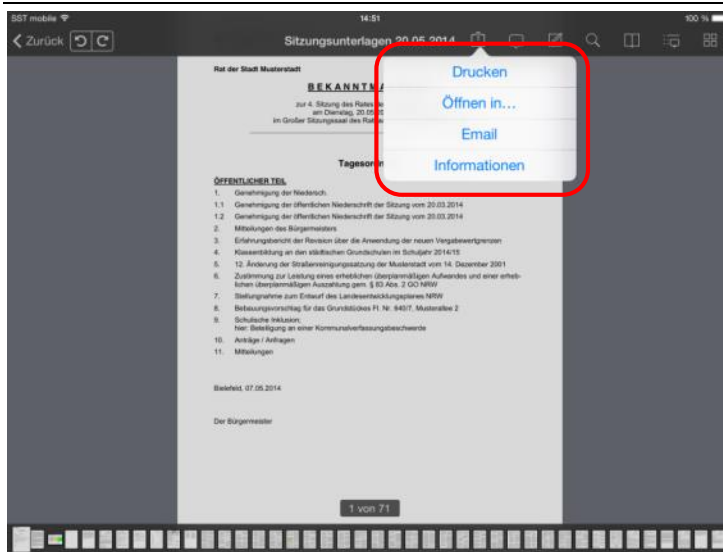 SST mobile 14:51 100 %
Zurück Sitzungsunterlagen 20.05.2014
Drucken
Öffnen in...
Email
Informationen
Rat der Stadt Musterstadt
BEKANNTMA
zur 4. Sitzung des Rates
am Dienstag, 20.05
im Großer Sitzungssaal des Rat
Tagesor
ÖFFENTLICHER TEIL
1. Genehmigung der Niedersch.
1.1 Genehmigung der öffentlichen Niederschrift der Sitzung vom 20.03.2014
1.2 Genehmigung der öffentlichen Niederschrift der Sitzung vom 20.03.2014
2. Mitteilungen des Bürgermeisters
3. Erfahrungsbericht der Revision über die Anwendung der neuen Vergabewertgrenzen
4. Klassenbildung an den städtischen Grundschulen im Schuljahr 2014/15
5. 12. Änderung der Straßenreinigungssatzung der Musterstadt vom 14. Dezember 2001
6. Zustimmung zur Leistung eines erheblichen überplanmäßigen Aufwandes und einer erheb-
lichen überplanmäßigen Auszahlung gem. § 83 Abs. 2 GO NRW
7. Stellungnahme zum Entwurf des Landesentwicklungsplanes NRW
8. Bebauungsvorschlag für das Grundstückes Fl. Nr. 945/7, Musterallee 2
9. Schulische Inklusion;
hier: Beteiligung an einer Kommunalverfassungsbeschwerde
10. Anträge / Anfragen
11. Mitteilungen
Bielefeld, 07.05.2014
Der Bürgermeister
1 von 71